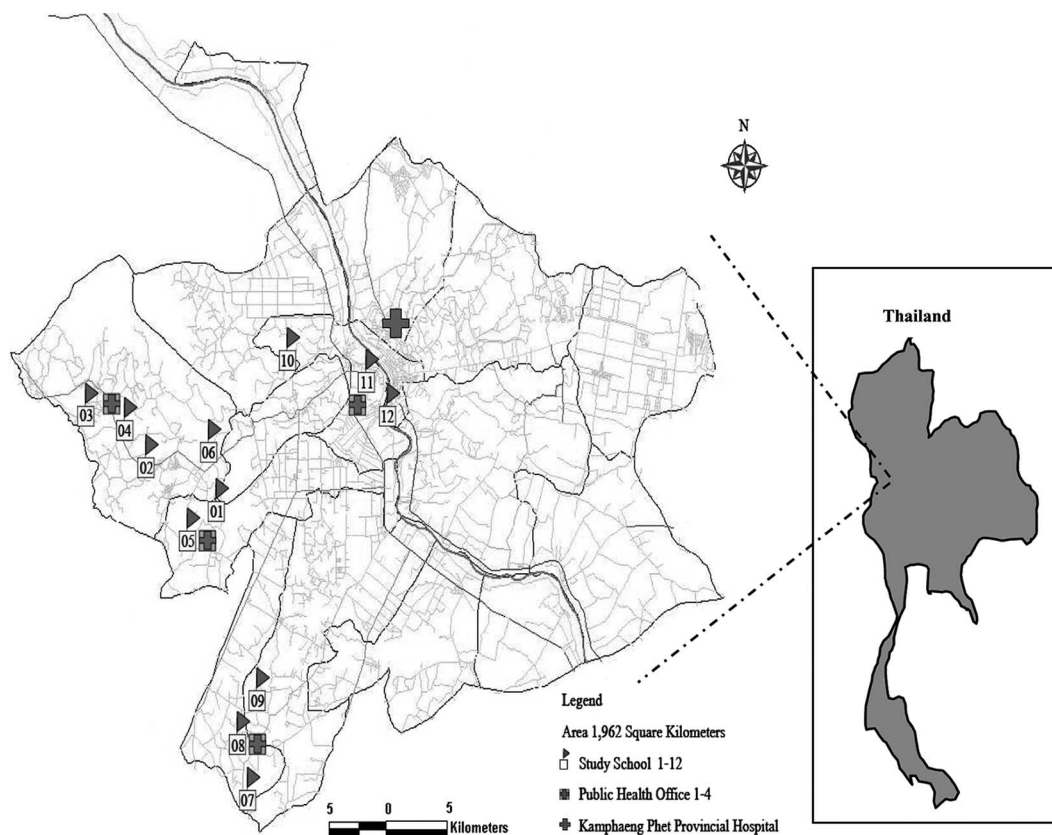 N
Thailand
10
11
03
04
12
06
02
01
05
09
08
07
Legend
Area 1,962 Square Kilometers
Study School 1-12
Public Health Office 1-4
Kamphaeng Phet Provincial Hospital
5 0 5
Kilometers